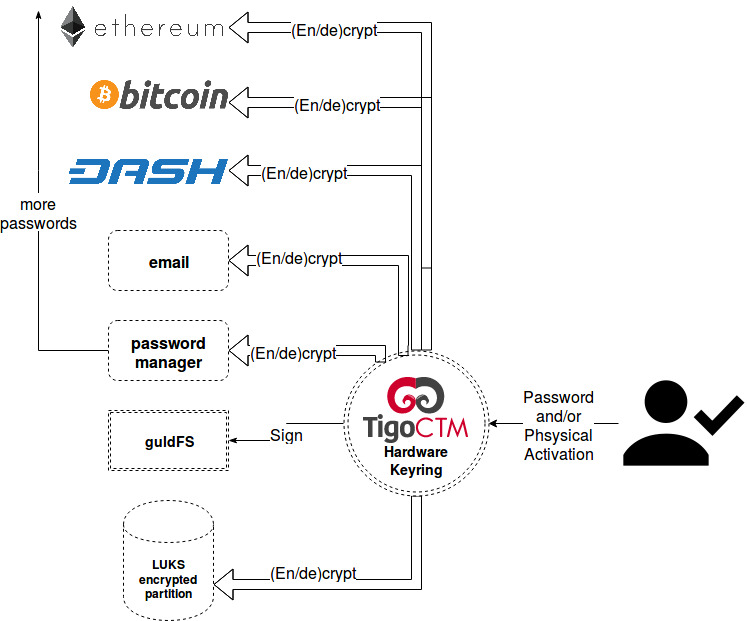 ethereum
(En/de)crypt
bitcoin
(En/de)crypt
DASH
(En/de)crypt
more
passwords
email
(En/de)crypt
password
manager
(En/de)crypt
guldFS
Sign
TigoCTM
Hardware
Keyring
Password
and/or
Phsysical
Activation
LUKS
encrypted
partition
(En/de)crypt